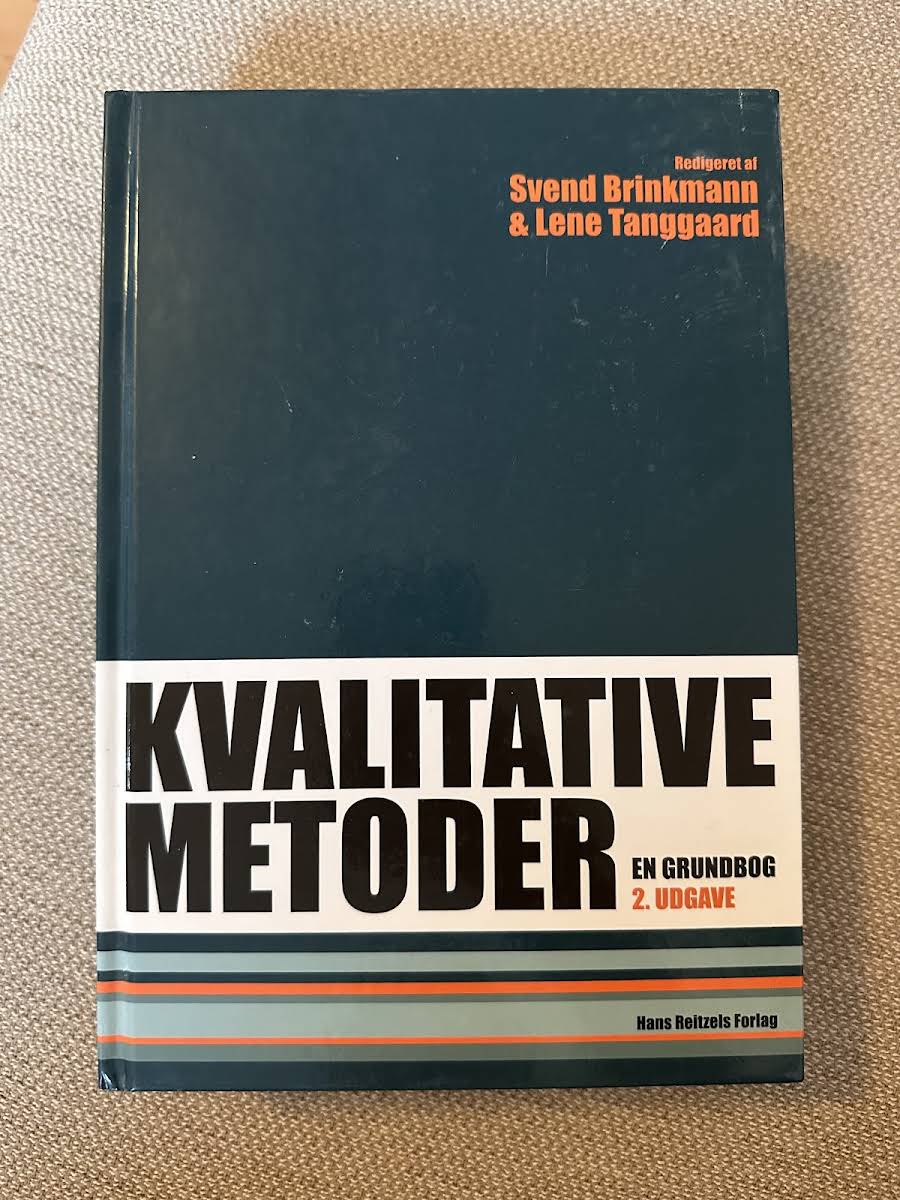 Redigeret af
Svend Brinkmann
& Lene Tanggaard
KVALITATIVE
METODER
EN GRUNDBOG
2. UDGAVE
Hans Reitzels Forlag